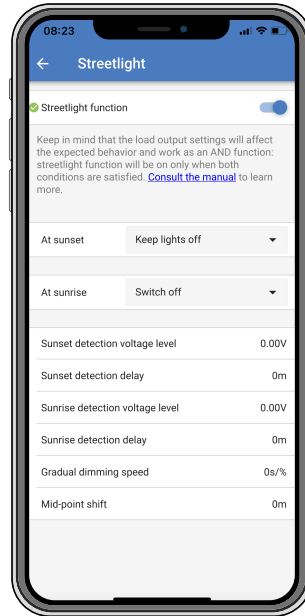 08:23
Streetlight
Streetlight function
Keep in mind that the load output settings will affect
the expected behavior and work as an AND function:
streetlight function will be on only when both
conditions are satisfied. Consult the manual to learn
more.
At sunset Keep lights off
At sunrise Switch off
Sunset detection voltage level 0.00V
Sunset detection delay 0m
Sunrise detection voltage level 0.00V
Sunrise detection delay 0m
Gradual dimming speed 0s/%
Mid-point shift 0m